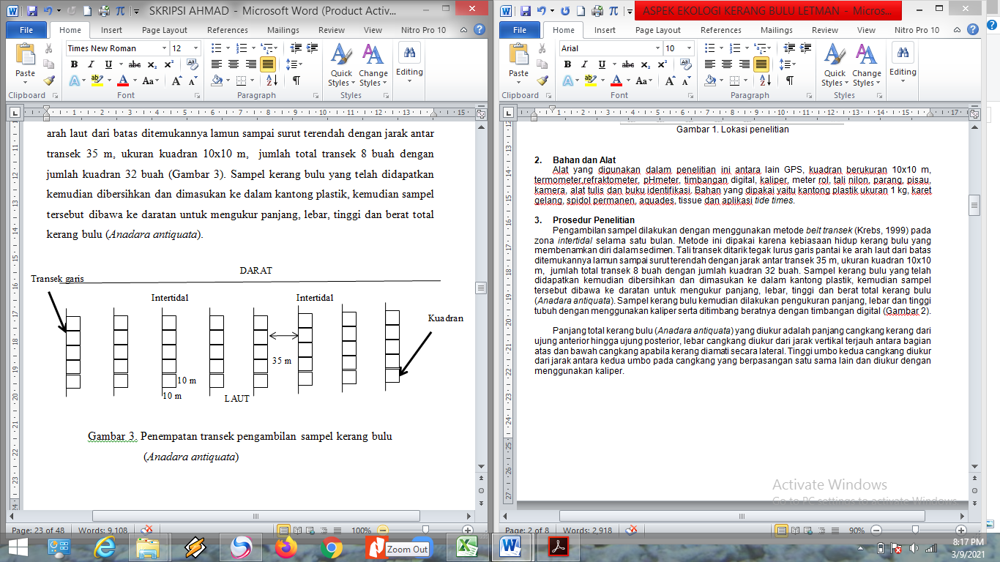 SKRIPSI AHMAD - Microsoft Word (Product Activ...
File Home Insert Page Layout References Mailings Review View Nitro Pro 10
Times New Roman 12
Paste
Quick Styles
Change Styles
Editing
Clipboard Font Paragraph Styles
arah laut dari batas ditemukannya lamun sampai surut terendah dengan jarak antar
transek 35 m, ukuran kuadran 10x10 m, jumlah total transek 8 buah dengan
jumlah kuadran 32 buah (Gambar 3). Sampel kerang bulu yang telah didapatkan
kemudian dibersihkan dan dimasukan ke dalam kantong plastik, kemudian sampel
tersebut dibawa ke daratan untuk mengukur panjang, lebar, tinggi dan berat total
kerang bulu (Anadara antiquata).
DARAT
Transek garis
Intertidal Intertidal
Kuadran
35 m
10 m
10 m
LAUT
Gambar 3. Penempatan transek pengambilan sampel kerang bulu
(Anadara antiquata)
Page: 23 of 48 Words: 9,108 100%
ASPEK EKOLOGI KERANG BULU LETMAN - Micros...
File Home Insert Page Layout References Mailings Review View Nitro Pro 10
Arial 10
Paste
Quick Styles
Change Styles
Editing
Clipboard Font Paragraph Styles
Gambar 1. Lokasi penelitian
2. Bahan dan Alat
Alat yang digunakan dalam penelitian ini antara lain GPS, kuadran berukuran 10x10 m,
termometer,refraktometer, pHmeter, timbangan digital, kaliper, meter rol, tali nilon, parang, pisau,
kamera, alat tulis dan buku identifikasi. Bahan yang dipakai yaitu kantong plastik ukuran 1 kg, karet
gelang, spidol permanen, aquades, tissue dan aplikasi tide times.
3. Prosedur Penelitian
Pengambilan sampel dilakukan dengan menggunakan metode belt transek (Krebs, 1999) pada
zona intertidal selama satu bulan. Metode ini dipakai karena kebiasaan hidup kerang bulu yang
membenamkan diri dalam sedimen. Tali transek ditarik tegak lurus garis pantai ke arah laut dari batas
ditemukannya lamun sampai surut terendah dengan jarak antar transek 35 m, ukuran kuadran 10x10
m, jumlah total transek 8 buah dengan jumlah kuadran 32 buah. Sampel kerang bulu yang telah
didapatkan kemudian dibersihkan dan dimasukan ke dalam kantong plastik, kemudian sampel
tersebut dibawa ke daratan untuk mengukur panjang, lebar, tinggi dan berat total kerang bulu
(Anadara antiquata). Sampel kerang bulu kemudian dilakukan pengukuran panjang, lebar dan tinggi
tubuh dengan menggunakan kaliper serta ditimbang beratnya dengan timbangan digital (Gambar 2).
Panjang total kerang bulu (Anadara antiquata) yang diukur adalah panjang cangkang kerang dari
ujung anterior hingga ujung posterior, lebar cangkang diukur dari jarak vertikal terjauh antara bagian
atas dan bawah cangkang apabila kerang diamati secara lateral. Tinggi umbo kedua cangkang diukur
dari jarak antara kedua umbo pada cangkang yang berpasangan satu sama lain dan diukur dengan
menggunakan kaliper.
Activate Windows
Go to PC settings to activate Windows.
Page: 2 of 8 Words: 2,918 90%
Zoom Out
8:17 PM
3/9/2021